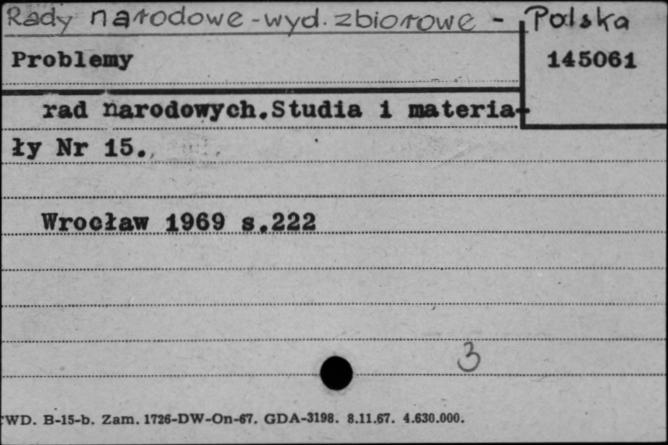 Rady narodowe - wyd. zbiorowe - Polska
Problemy 145061
rad narodowych.Studia i materia-
ły Nr 15.
Wrocław 1969 s.222
3
WD. B-15-b. Zam. 1726-DW-On-67. GDA-3198. 8.11.67. 4.630.000.